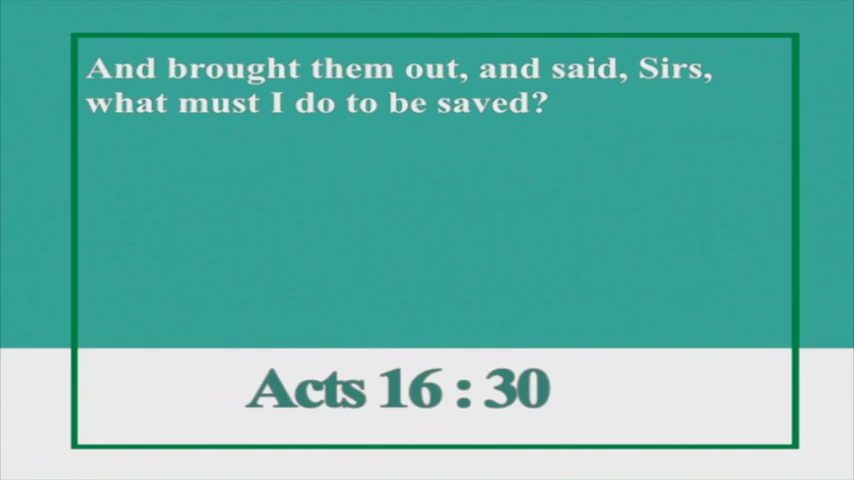 And brought them out, and said, Sirs,
what must I do to be saved?
Acts 16 : 30